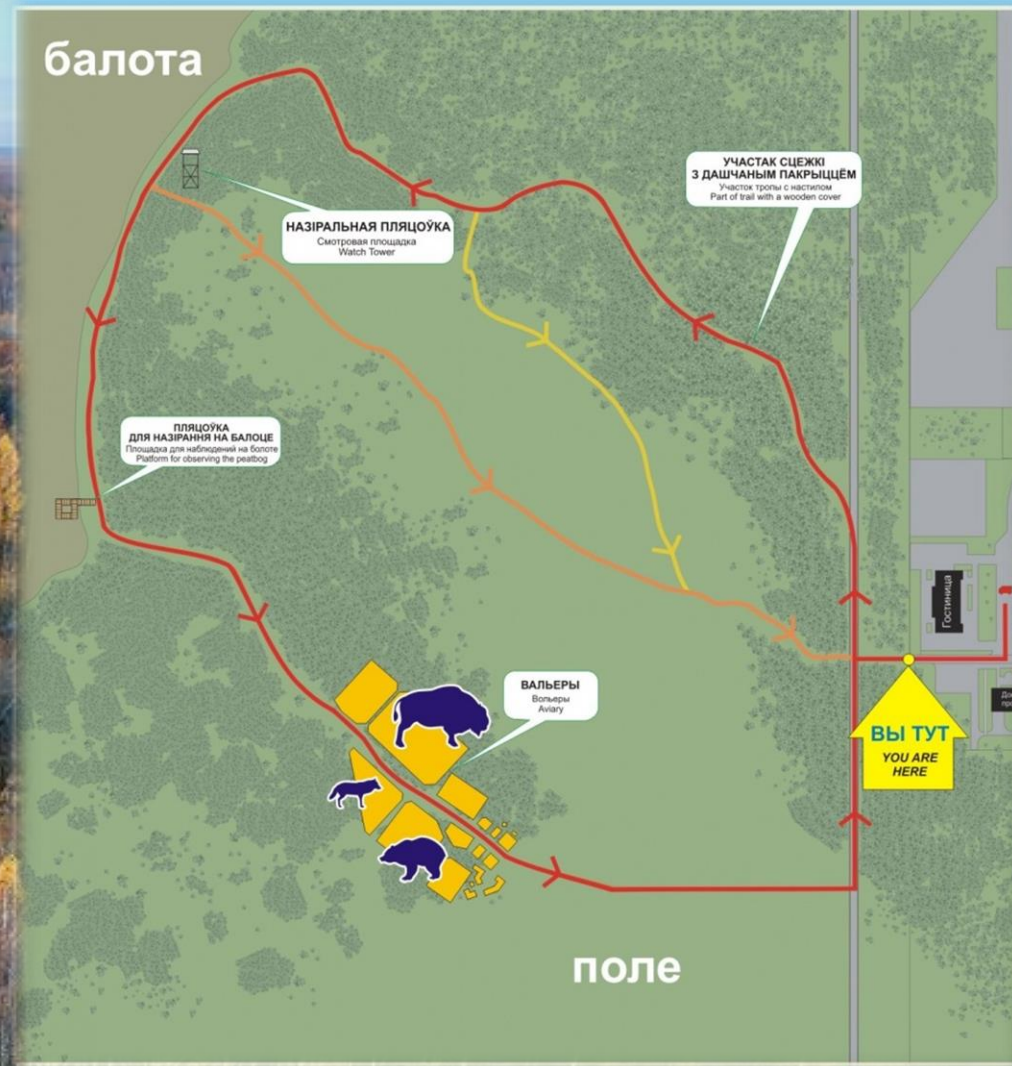 балота
УЧАСТАК СЦЕЖКІ
З ДАШЧАНЫМ ПАКРЫЦЦЁМ
Участок тропы с настилом
Part of trail with a wooden cover
НАЗІРАЛЬНАЯ ПЛЯЦОЎКА
Смотровая площадка
Watch Tower
ПЛЯЦОЎКА
ДЛЯ НАЗІРАННЯ НА БАЛОЦЕ
Площадка для наблюдений на болоте
Platform for observing the peatbog
Гостиница
ВАЛЬЕРЫ
Вольеры
Aviary
ВЫ ТУТ
YOU ARE
HERE
поле